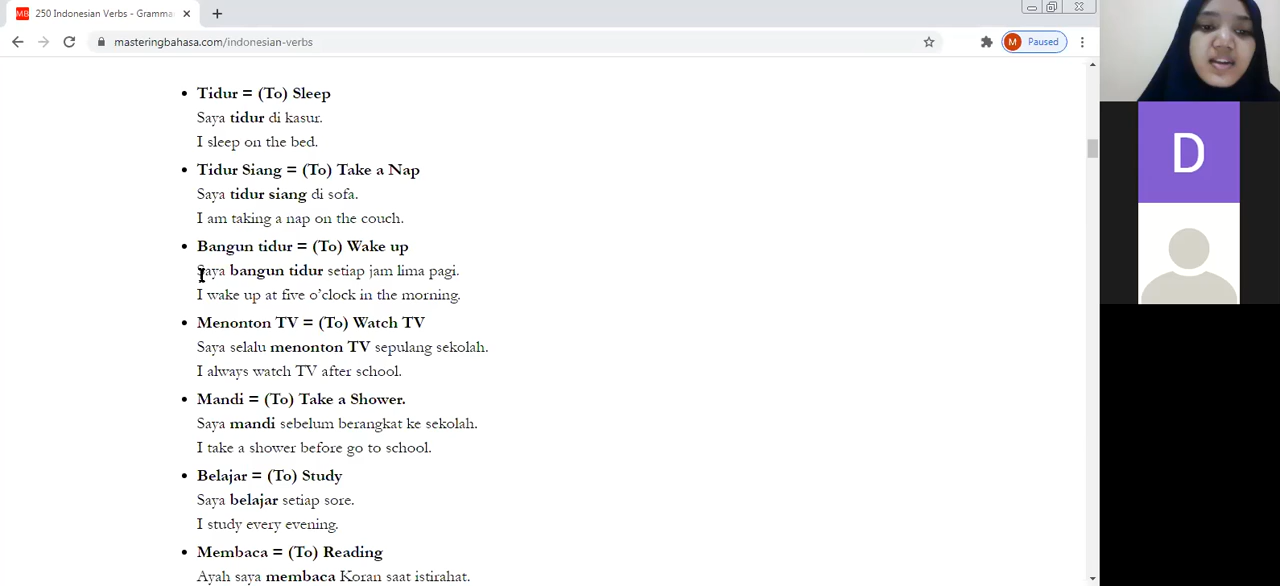 MB 250 Indonesian Verbs - Gramma
masteringbahasa.com/indonesian-verbs
M Paused
• Tidur = (To) Sleep
Saya tidur di kasur.
I sleep on the bed.
• Tidur Siang = (To) Take a Nap
Saya tidur siang di sofa.
I am taking a nap on the couch.
• Bangun tidur = (To) Wake up
Saya bangun tidur setiap jam lima pagi.
I wake up at five o’clock in the morning.
• Menonton TV = (To) Watch TV
Saya selalu menonton TV sepulang sekolah.
I always watch TV after school.
• Mandi = (To) Take a Shower.
Saya mandi sebelum berangkat ke sekolah.
I take a shower before go to school.
• Belajar = (To) Study
Saya belajar setiap sore.
I study every evening.
• Membaca = (To) Reading
Ayah saya membaca Koran saat istirahat.
D